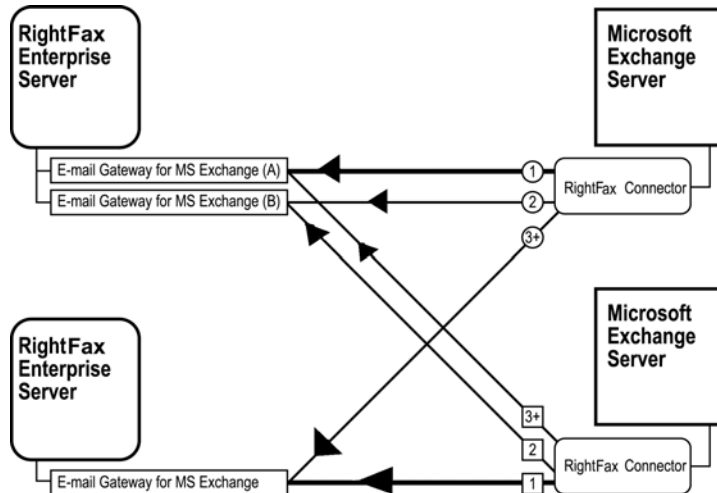 RightFax
Enterprise
Server
Microsoft
Exchange
Server
E-mail Gateway for MS Exchange (A)
1
RightFax Connector
E-mail Gateway for MS Exchange (B)
2
3+
RightFax
Enterprise
Server
Microsoft
Exchange
Server
3+
2
RightFax Connector
E-mail Gateway for MS Exchange
1